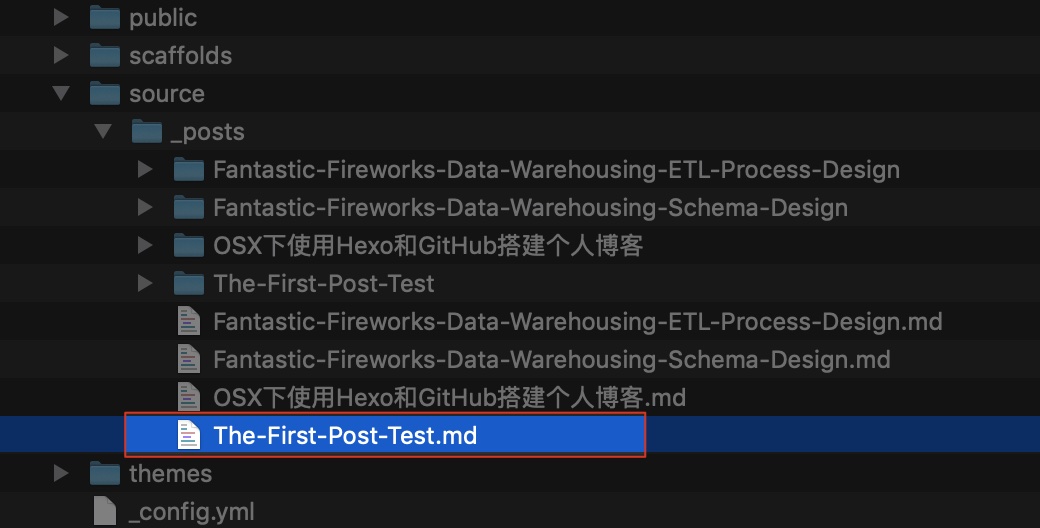 public
scaffolds
source
_posts
Fantastic-Fireworks-Data-Warehousing-ETL-Process-Design
Fantastic-Fireworks-Data-Warehousing-Schema-Design
OSX下使用Hexo和GitHub搭建个人博客
The-First-Post-Test
Fantastic-Fireworks-Data-Warehousing-ETL-Process-Design.md
Fantastic-Fireworks-Data-Warehousing-Schema-Design.md
OSX下使用Hexo和GitHub搭建个人博客.md
The-First-Post-Test.md
themes
_config.yml